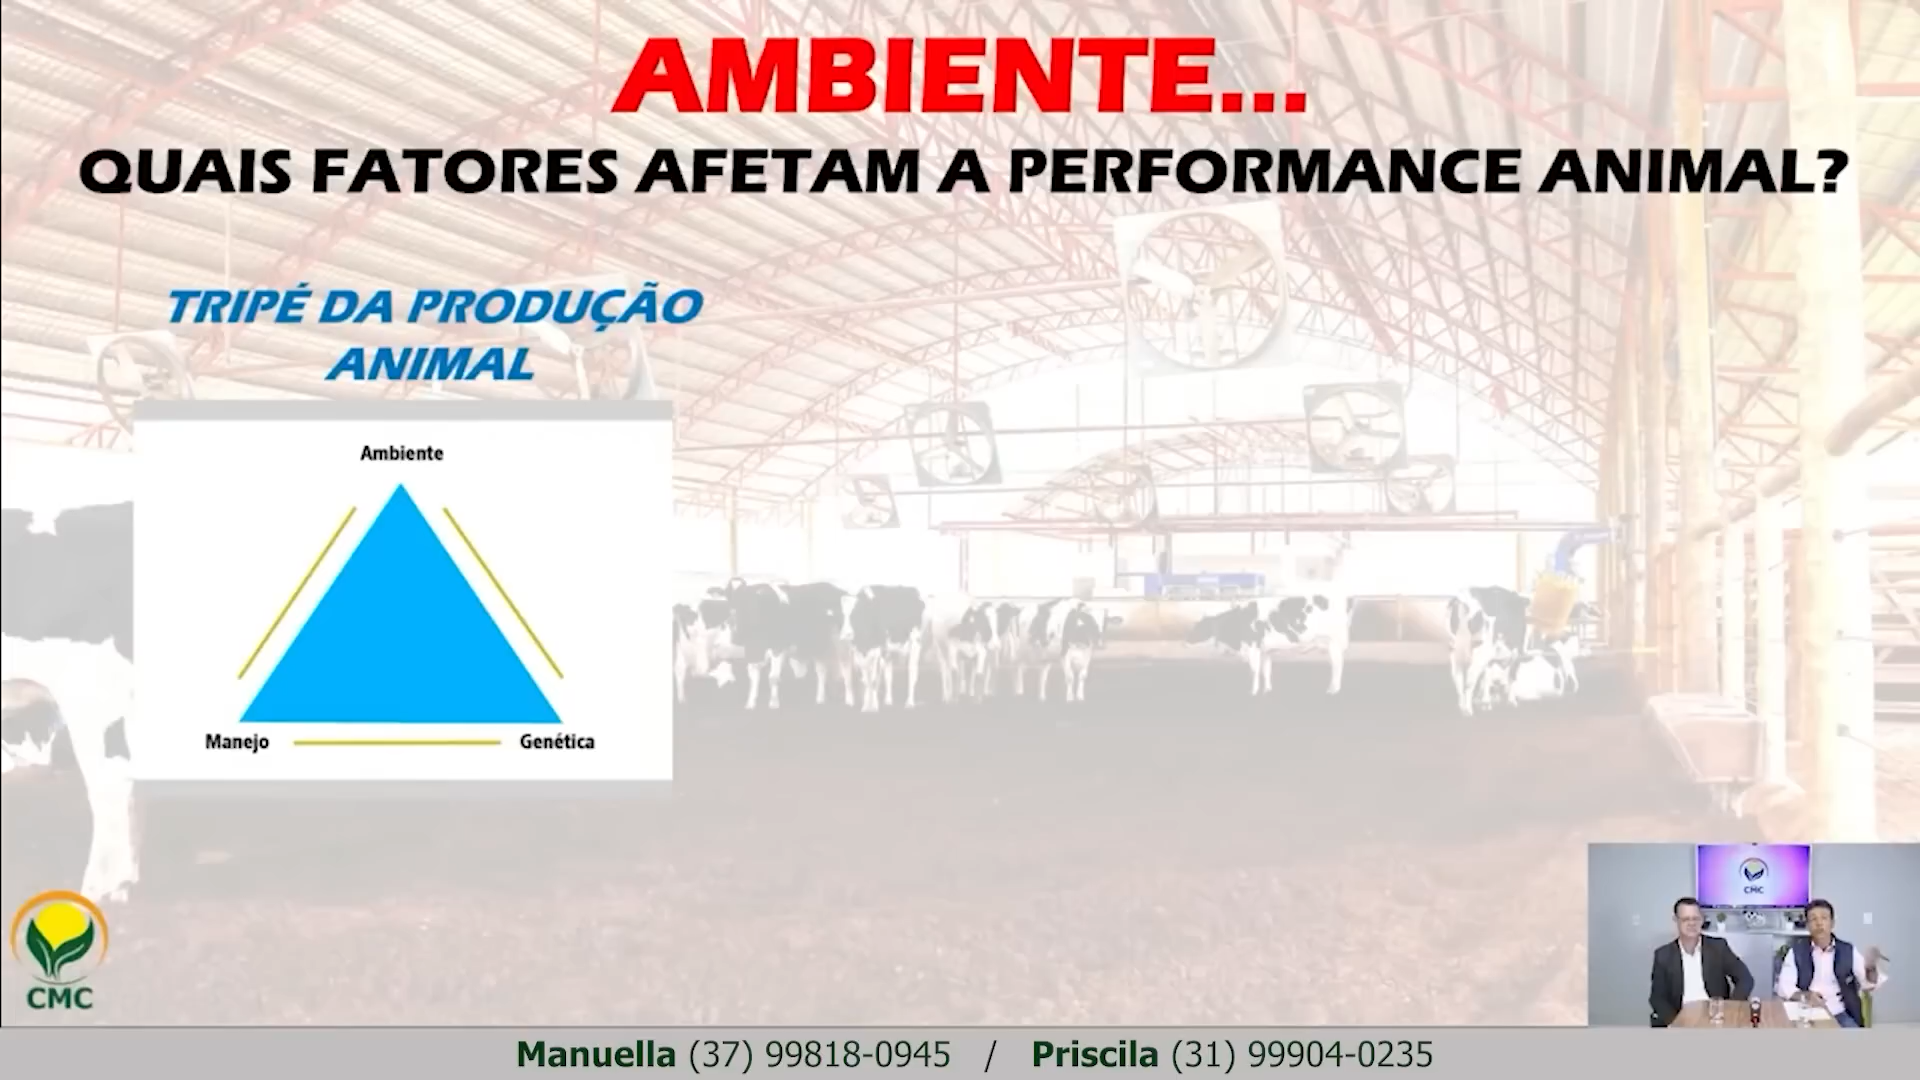 AMBIENTE...
QUAIS FATORES AFETAM A PERFORMANCE ANIMAL?
TRIPÉ DA PRODUÇÃO
ANIMAL
Ambiente
Manejo
Genética
CMC
CMC
Manuella (37) 99818-0945 / Priscila (31) 99904-0235